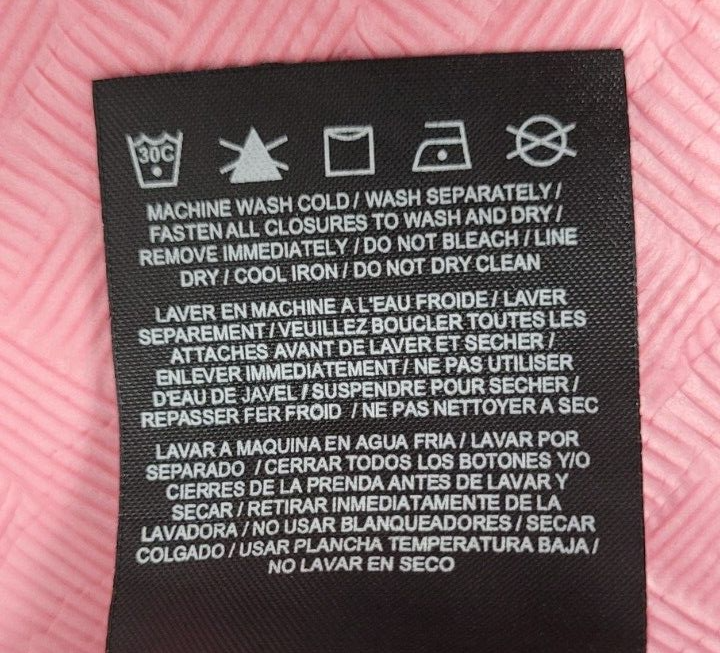 30C
MACHINE WASH COLD / WASH SEPARATELY /
FASTEN ALL CLOSURES TO WASH AND DRY /
REMOVE IMMEDIATELY / DO NOT BLEACH / LINE
DRY / COOL IRON / DO NOT DRY CLEAN
LAVER EN MACHINE A L'EAU FROIDE / LAVER
SEPAREMENT / VEUILLEZ BOUCLER TOUTES LES
ATTACHES AVANT DE LAVER ET SECHER /
ENLEVER IMMEDIATEMENT / NE PAS UTILISER
D'EAU DE JAVEL / SUSPENDRE POUR SECHER /
REPASSER FER FROID / NE PAS NETTOYER A SEC
LAVAR A MAQUINA EN AGUA FRIA / LAVAR POR
SEPARADO / CERRAR TODOS LOS BOTONES Y/O
CIERRES DE LA PRENDA ANTES DE LAVAR Y
SECAR / RETIRAR INMEDIATAMENTE DE LA
LAVADORA / NO USAR BLANQUEADORES / SECAR
COLGADO / USAR PLANCHA TEMPERATURA BAJA /
NO LAVAR EN SECO